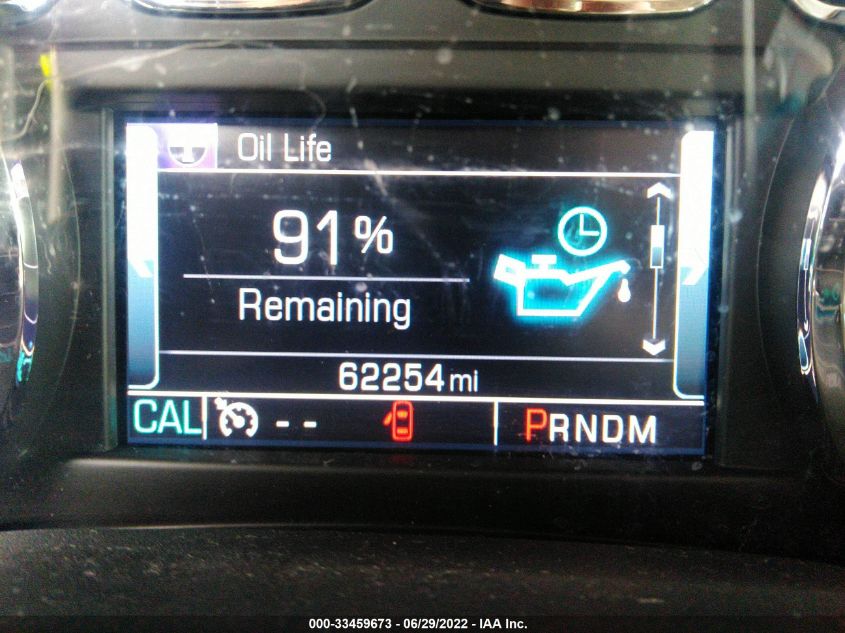 Oil Life
91%
Remaining
62254 mi
CAL -- PRNDM
000-33459673 - 06/29/2022 - IAA Inc.